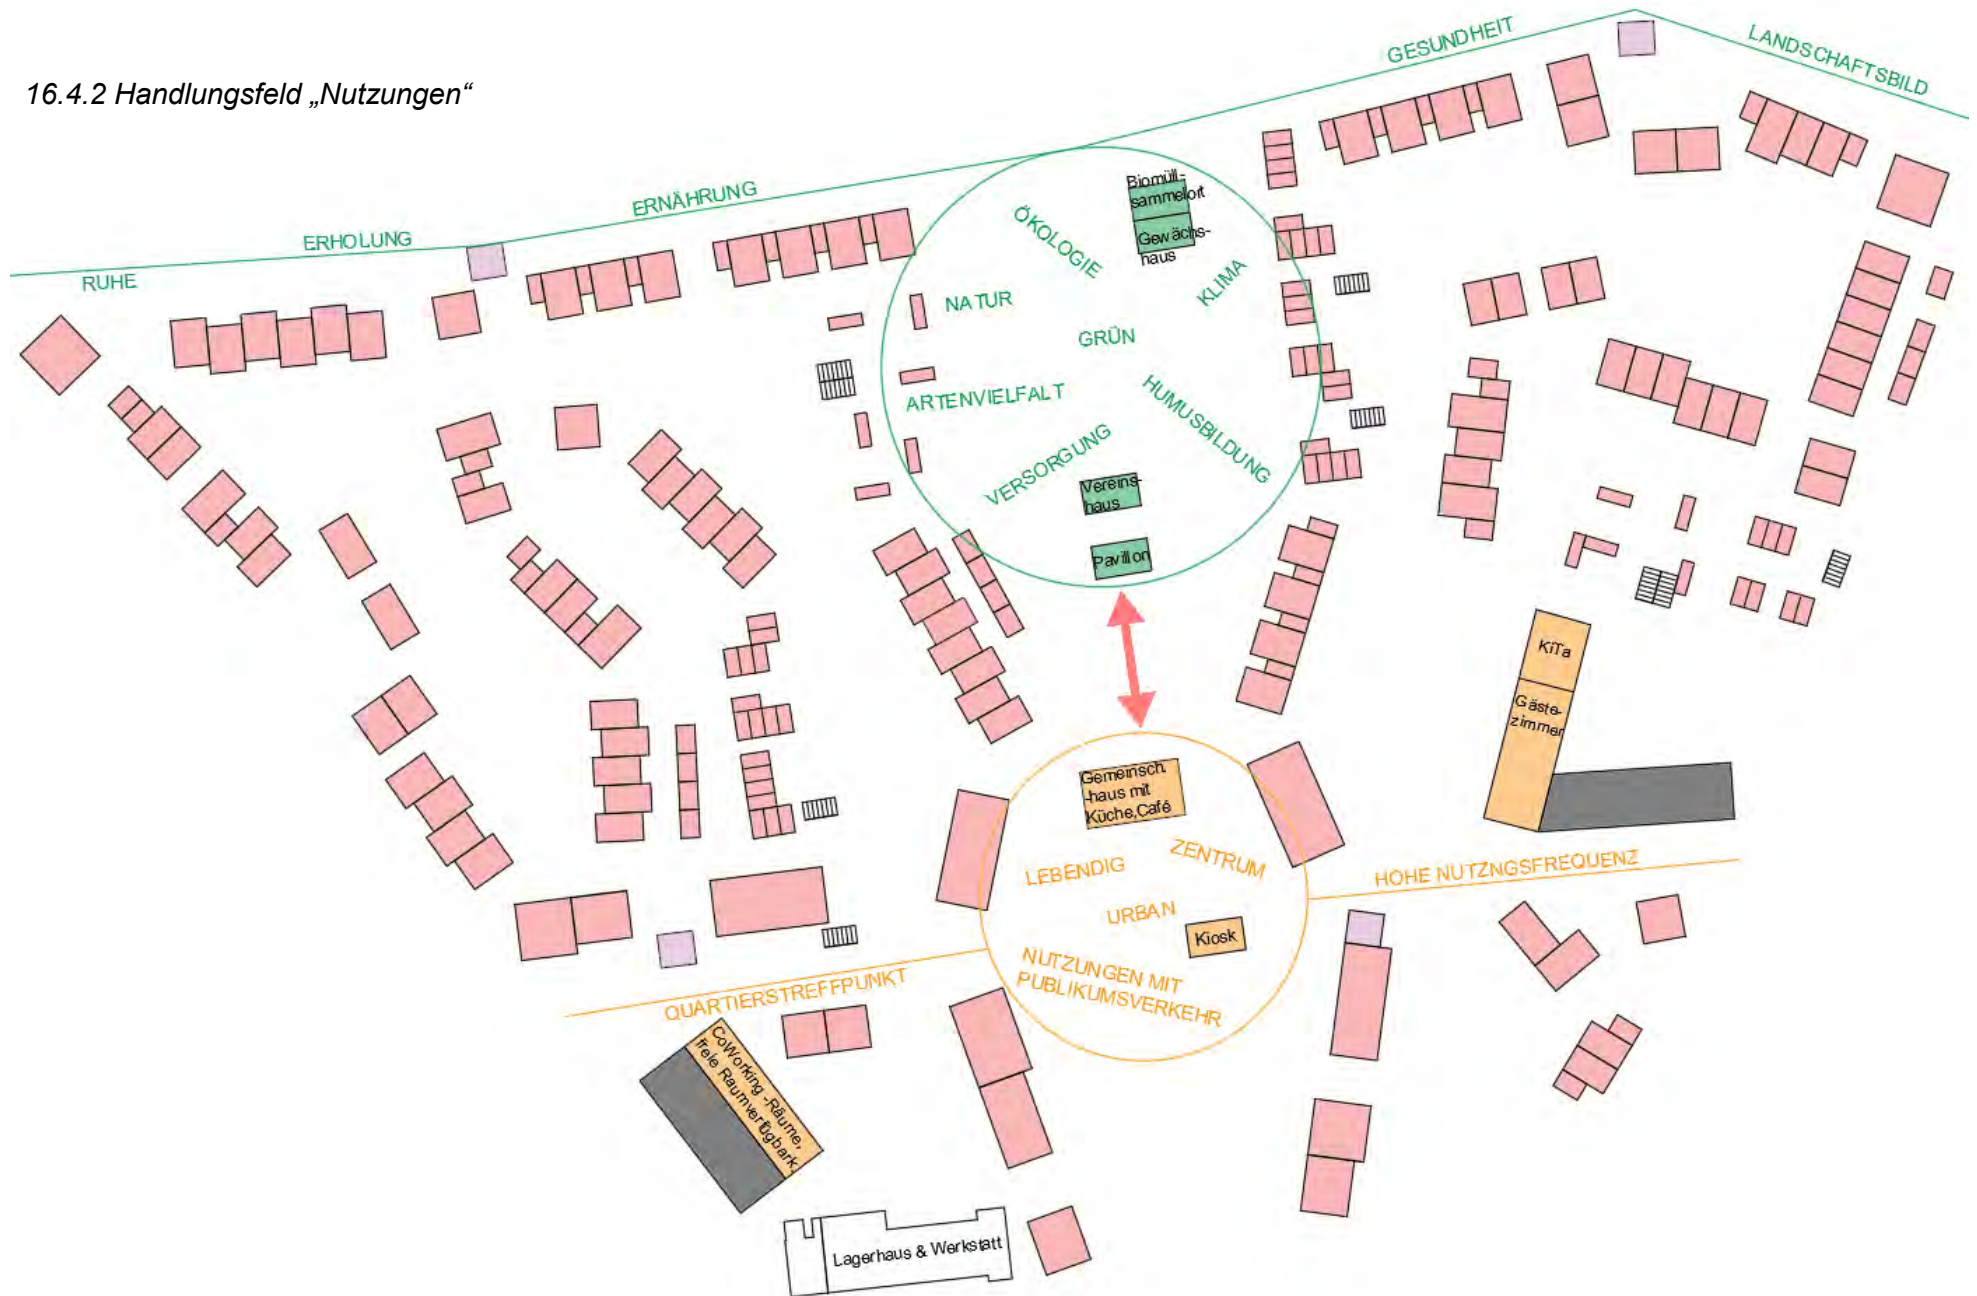 16.4.2 Handlungsfeld „Nutzungen“
GESUNDHEIT
LANDSCHAFTSBILD
ERNÄHRUNG
ERHOLUNG
RUHE
Biomüll-
sammelort
Gewächs-
haus
ÖKOLOGIE
KLIMA
NATUR
GRÜN
ARTENVIELFALT
HUMUSBILDUNG
VERSORGUNG
Vereins-
haus
Pavillon
KiTa
Gäste-
zimmer
Gemeinsch.
-haus mit
Küche,Café
ZENTRUM
LEBENDIG
HOHE NUTZNGSFREQUENZ
URBAN
Kiosk
NUTZUNGEN MIT
PUBLIKUMSVERKEHR
QUARTIERSTREFFPUNKT
CoWorking -Räume,
freie Raumverfügbark.
Lagerhaus & Werkstatt